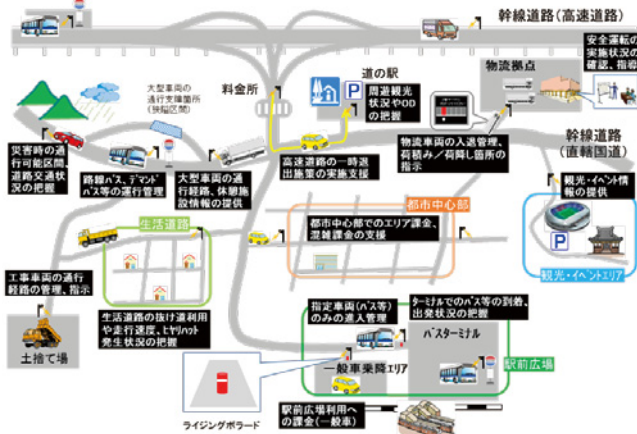 幹線道路(高速道路)
安全運転の
実施状況の
確認、指導
大型車両の
通行支障箇所
(狭隘区間)
料金所
道の駅
周遊観光
状況やOD
の把握
物流拠点
幹線道路
(直轄国道)
災害時の通
行可能区間、
道路交通状
況の把握
路線バス、デマンド
バス等の運行管理
大型車両の通
行経路、休憩施
設情報の提供
高速道路の一時退
出施策の実施支援
物流車両の入退管理、
荷積み/荷降し箇所の
指示
観光・イベント情
報の提供
生活道路
都市中心部
都市中心部でのエリア課金、
混雑課金の支援
観光・イベントエリア
工事車両の通行
経路の管理、指示
土捨て場
生活道路の抜け道利用
や走行速度、ヒヤリハット
発生状況の把握
指定車両(バス等)
のみの進入管理
ターミナルでのバス等の到着、
出発状況の把握
バスターミナル
一般車乗降エリア
駅前広場
ライジングボラード
駅前広場利用への
課金(一般車)